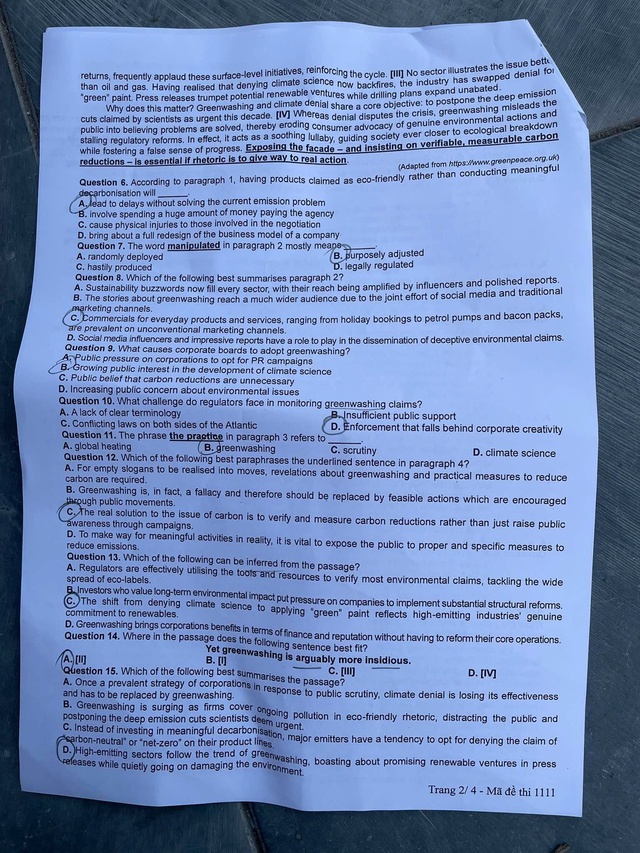 returns, frequently applaud these surface-level initiatives, reinforcing the cycle. [III] No sector illustrates the issue better
than oil and gas. Having realised that denying climate science now backfires, the industry has swapped denial for
"green" paint. Press releases trumpet potential renewable ventures while drilling plans expand unabated.
Why does this matter? Greenwashing and climate denial share a core objective: to postpone the deep emission
cuts claimed by scientists as urgent this decade. [IV] Whereas denial disputes the crisis, greenwashing misleads the
public into believing problems are solved, thereby eroding consumer advocacy of genuine environmental actions and
stalling regulatory reforms. In effect, it acts as a soothing lullaby, guiding society ever closer to ecological breakdown
while fostering a false sense of progress. Exposing the facade – and insisting on verifiable, measurable carbon
reductions – is essential if rhetoric is to give way to real action.
(Adapted from https://www.greenpeace.org.uk)
Question 6. According to paragraph 1, having products claimed as eco-friendly rather than conducting meaningful
decarbonisation will ______.
A. lead to delays without solving the current emission problem
B. involve spending a huge amount of money paying the agency
C. cause physical injuries to those involved in the negotiation
D. bring about a full redesign of the business model of a company
Question 7. The word manipulated in paragraph 2 mostly means ______.
A. randomly deployed B. purposely adjusted
C. hastily produced D. legally regulated
Question 8. Which of the following best summarises paragraph 2?
A. Sustainability buzzwords now fill every sector, with their reach being amplified by influencers and polished reports.
B. The stories about greenwashing reach a much wider audience due to the joint effort of social media and traditional
marketing channels.
C. Commercials for everyday products and services, ranging from holiday bookings to petrol pumps and bacon packs,
are prevalent on unconventional marketing channels.
D. Social media influencers and impressive reports have a role to play in the dissemination of deceptive environmental claims.
Question 9. What causes corporate boards to adopt greenwashing?
A. Public pressure on corporations to opt for PR campaigns
B. Growing public interest in the development of climate science
C. Public belief that carbon reductions are unnecessary
D. Increasing public concern about environmental issues
Question 10. What challenge do regulators face in monitoring greenwashing claims?
A. A lack of clear terminology B. Insufficient public support
C. Conflicting laws on both sides of the Atlantic D. Enforcement that falls behind corporate creativity
Question 11. The phrase the practice in paragraph 3 refers to ______.
A. global heating B. greenwashing C. scrutiny D. climate science
Question 12. Which of the following best paraphrases the underlined sentence in paragraph 4?
A. For empty slogans to be realised into moves, revelations about greenwashing and practical measures to reduce
carbon are required.
B. Greenwashing is, in fact, a fallacy and therefore should be replaced by feasible actions which are encouraged
through public movements.
C. The real solution to the issue of carbon is to verify and measure carbon reductions rather than just raise public
awareness through campaigns.
D. To make way for meaningful activities in reality, it is vital to expose the public to proper and specific measures to
reduce emissions.
Question 13. Which of the following can be inferred from the passage?
A. Regulators are effectively utilising the tools and resources to verify most environmental claims, tackling the wide
spread of eco-labels.
B. Investors who value long-term environmental impact put pressure on companies to implement substantial structural reforms.
C. The shift from denying climate science to applying "green" paint reflects high-emitting industries' genuine
commitment to renewables.
D. Greenwashing brings corporations benefits in terms of finance and reputation without having to reform their core operations.
Question 14. Where in the passage does the following sentence best fit?
Yet greenwashing is arguably more insidious.
A. [II] B. [I] C. [III] D. [IV]
Question 15. Which of the following best summarises the passage?
A. Once a prevalent strategy of corporations in response to public scrutiny, climate denial is losing its effectiveness
and has to be replaced by greenwashing.
B. Greenwashing is surging as firms cover ongoing pollution in eco-friendly rhetoric, distracting the public and
postponing the deep emission cuts scientists deem urgent.
C. Instead of investing in meaningful decarbonisation, major emitters have a tendency to opt for denying the claim of
"carbon-neutral" or "net-zero" on their product lines.
D. High-emitting sectors follow the trend of greenwashing, boasting about promising renewable ventures in press
releases while quietly going on damaging the environment.
Trang 2/ 4 - Mã đề thi 1111